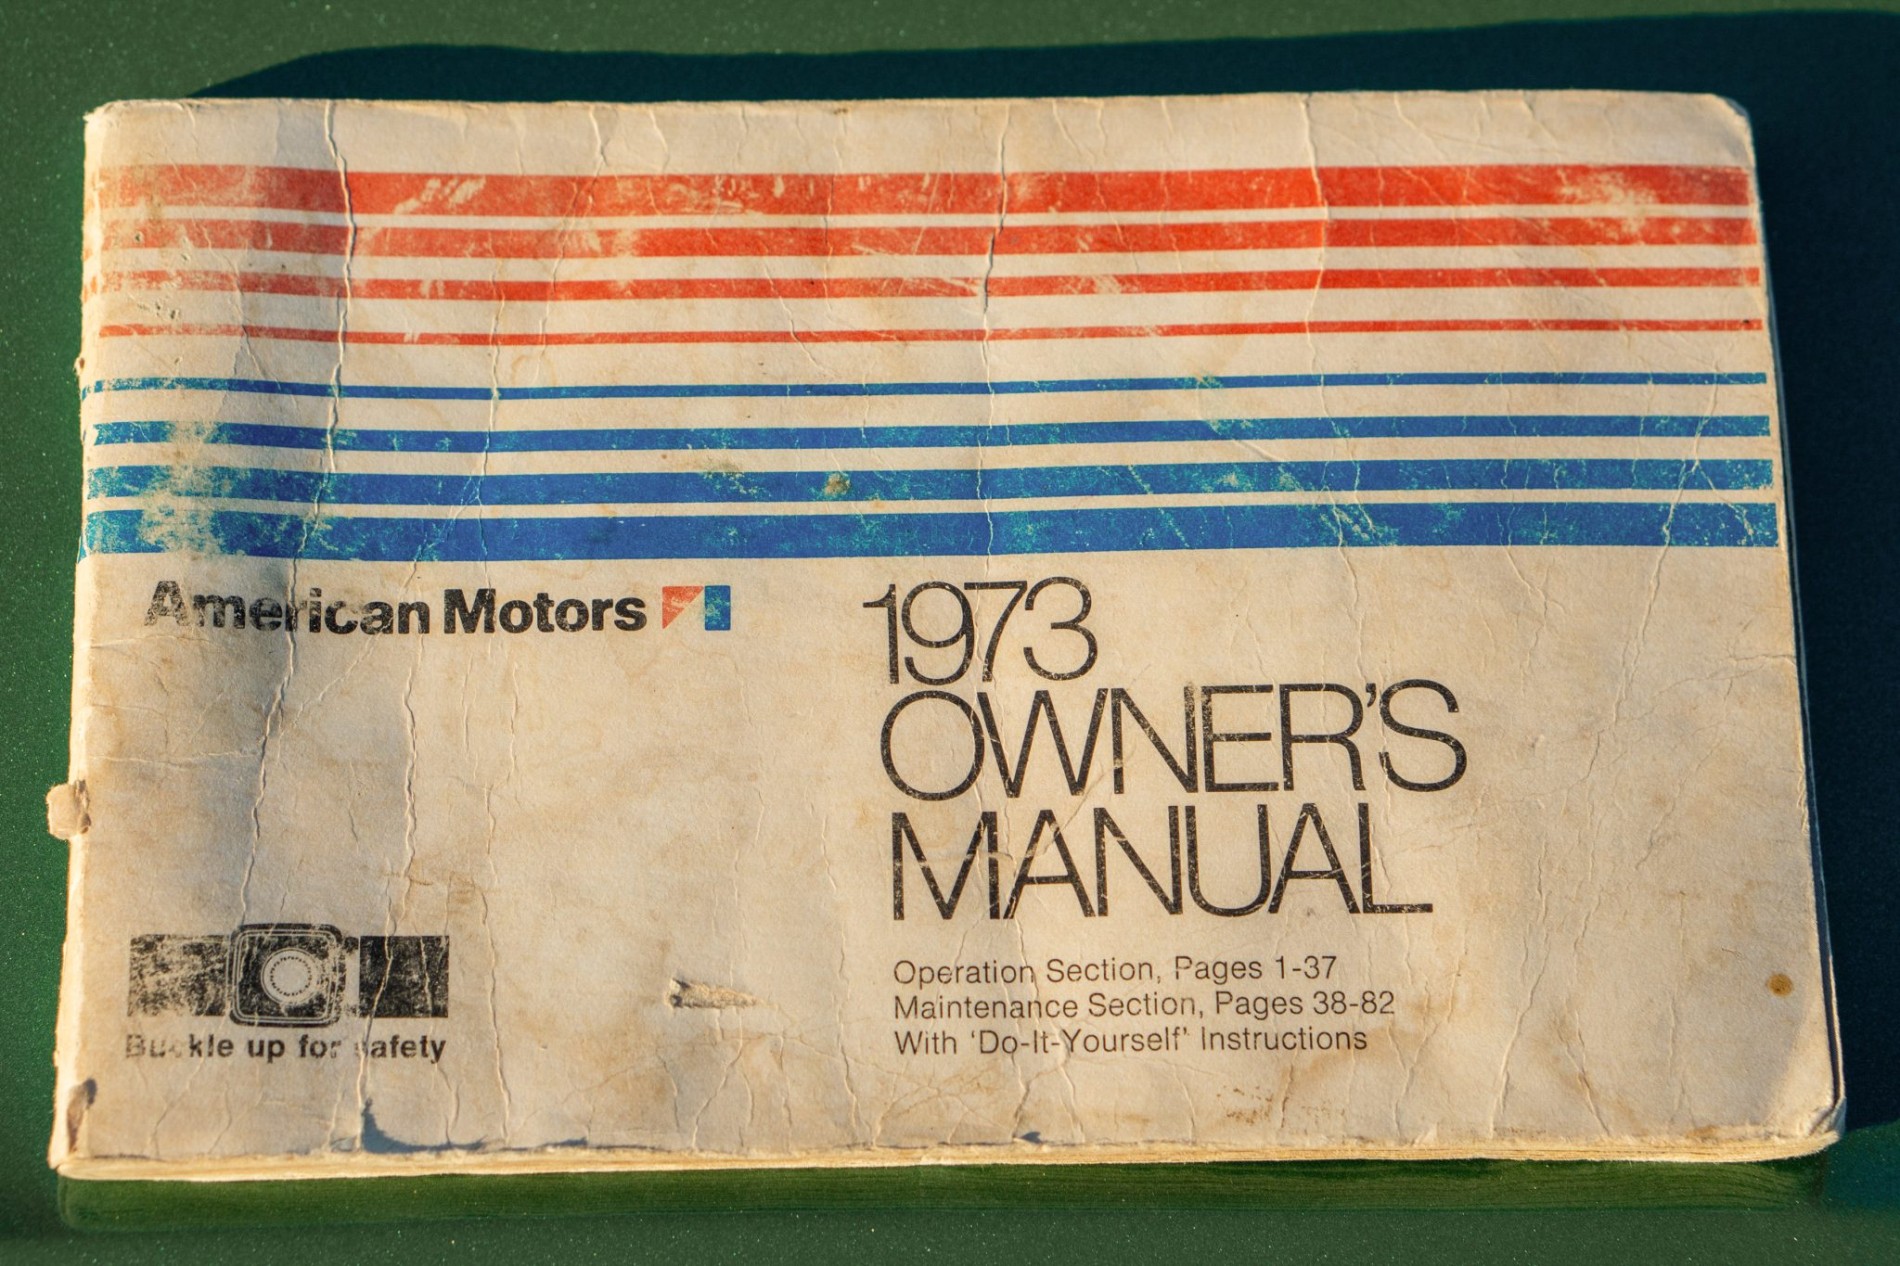 American Motors
1973
OWNER'S
MANUAL
Operation Section, Pages 1-37
Maintenance Section, Pages 38-82
With 'Do-It-Yourself' Instructions
Buckle up for safety